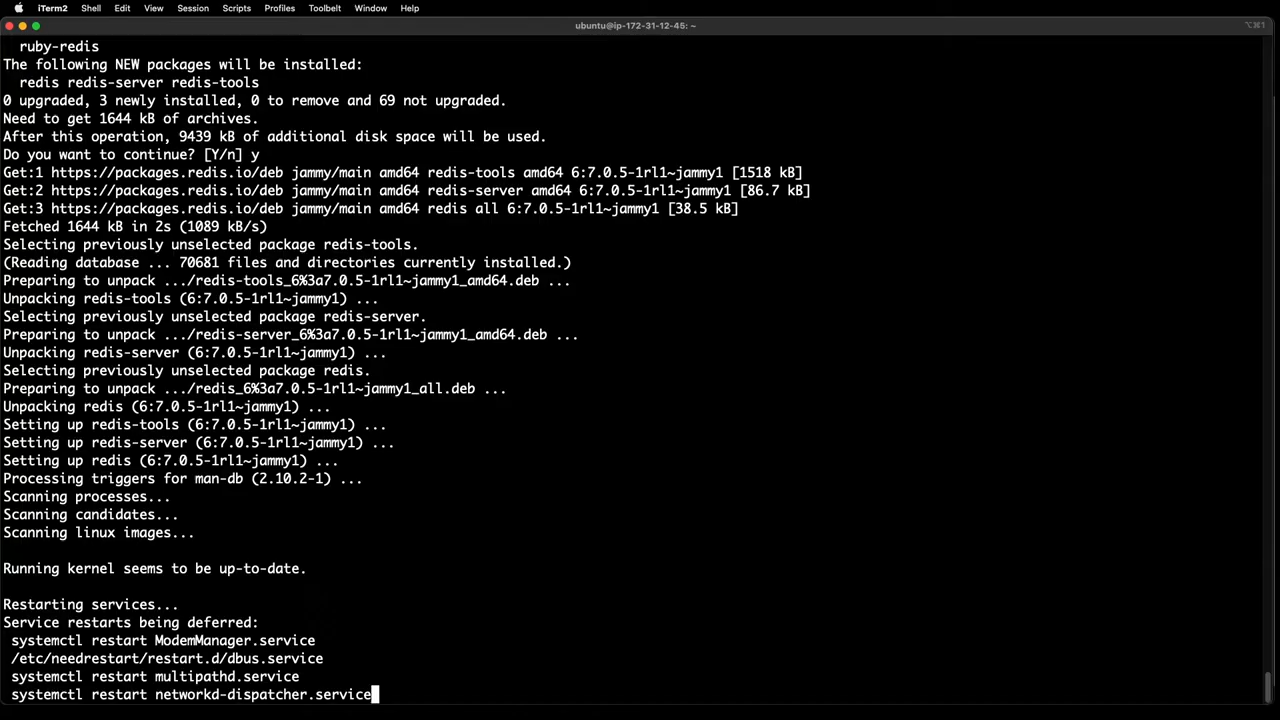 iTerm2 Shell Edit View Session Scripts Profiles Toolbelt Window Help
ubuntu@ip-172-31-12-45: ~ ⌥⌘1
ruby-redis
The following NEW packages will be installed:
redis redis-server redis-tools
0 upgraded, 3 newly installed, 0 to remove and 69 not upgraded.
Need to get 1644 kB of archives.
After this operation, 9439 kB of additional disk space will be used.
Do you want to continue? [Y/n] y
Get:1 https://packages.redis.io/deb jammy/main amd64 redis-tools amd64 6:7.0.5-1rl1~jammy1 [1518 kB]
Get:2 https://packages.redis.io/deb jammy/main amd64 redis-server amd64 6:7.0.5-1rl1~jammy1 [86.7 kB]
Get:3 https://packages.redis.io/deb jammy/main amd64 redis all 6:7.0.5-1rl1~jammy1 [38.5 kB]
Fetched 1644 kB in 2s (1089 kB/s)
Selecting previously unselected package redis-tools.
(Reading database ... 70681 files and directories currently installed.)
Preparing to unpack .../redis-tools_6%3a7.0.5-1rl1~jammy1_amd64.deb ...
Unpacking redis-tools (6:7.0.5-1rl1~jammy1) ...
Selecting previously unselected package redis-server.
Preparing to unpack .../redis-server_6%3a7.0.5-1rl1~jammy1_amd64.deb ...
Unpacking redis-server (6:7.0.5-1rl1~jammy1) ...
Selecting previously unselected package redis.
Preparing to unpack .../redis_6%3a7.0.5-1rl1~jammy1_all.deb ...
Unpacking redis (6:7.0.5-1rl1~jammy1) ...
Setting up redis-tools (6:7.0.5-1rl1~jammy1) ...
Setting up redis-server (6:7.0.5-1rl1~jammy1) ...
Setting up redis (6:7.0.5-1rl1~jammy1) ...
Processing triggers for man-db (2.10.2-1) ...
Scanning processes...
Scanning candidates...
Scanning linux images...
Running kernel seems to be up-to-date.
Restarting services...
Service restarts being deferred:
systemctl restart ModemManager.service
/etc/needrestart/restart.d/dbus.service
systemctl restart multipathd.service
systemctl restart networkd-dispatcher.service